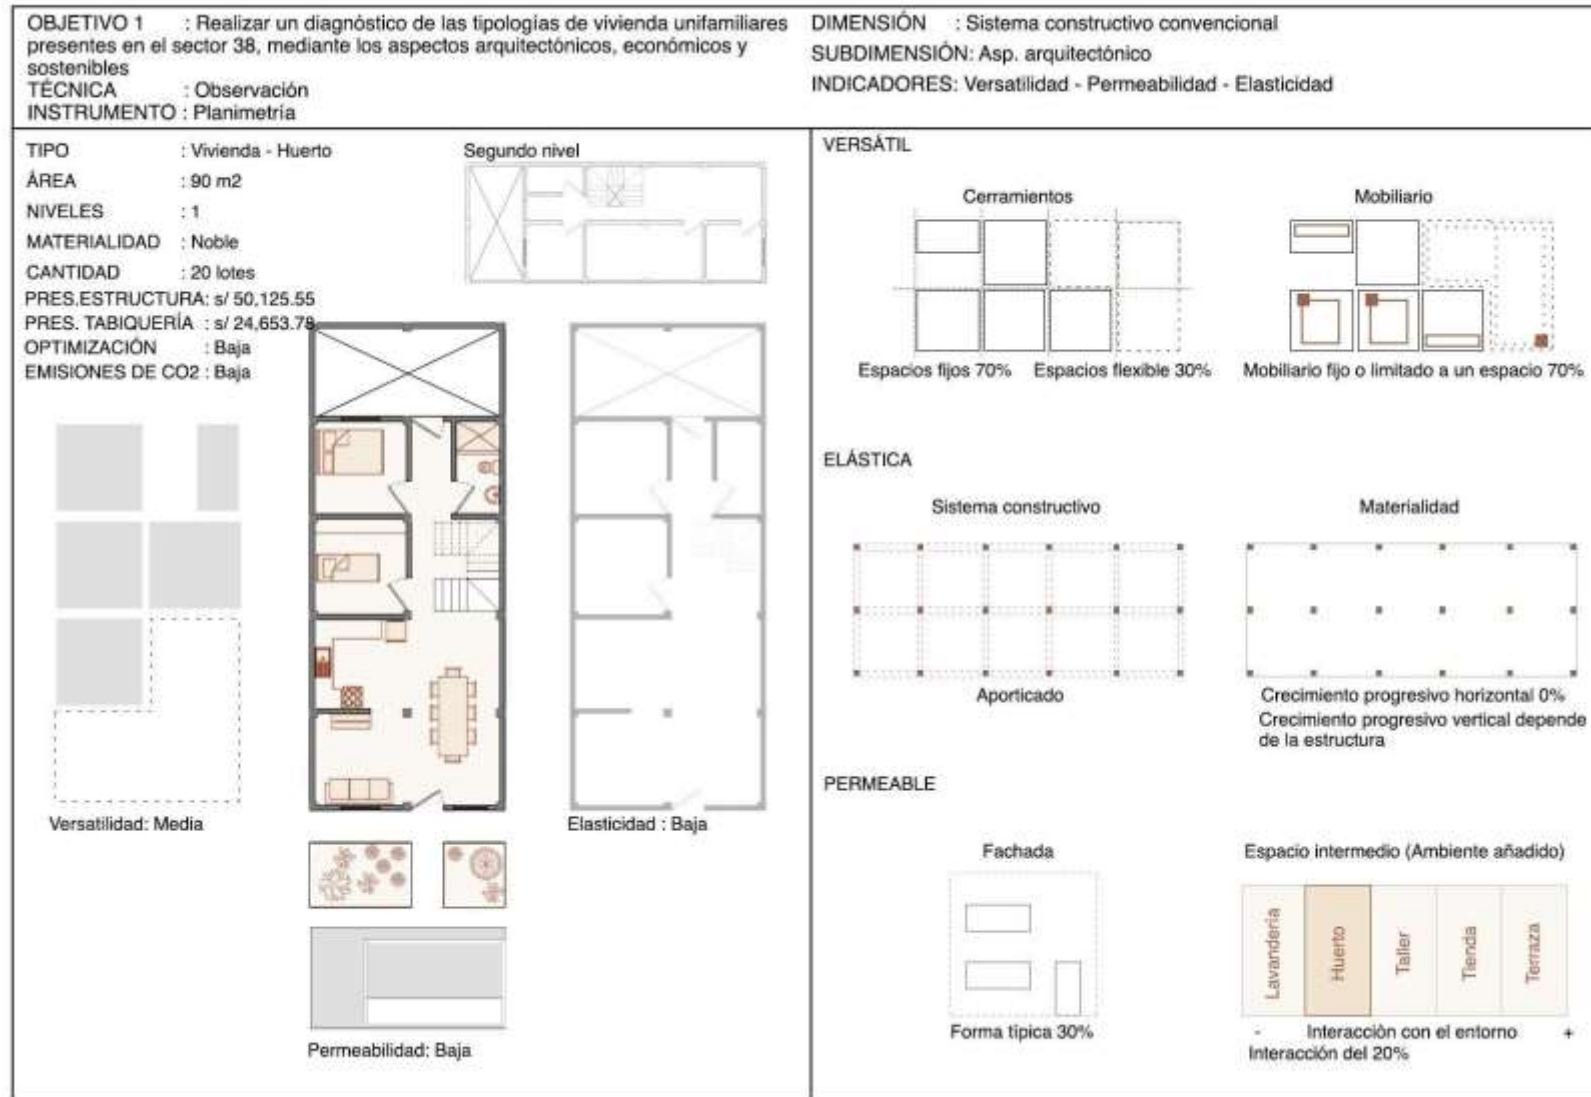 OBJETIVO 1 : Realizar un diagnóstico de las tipologías de vivienda unifamiliares
presentes en el sector 38, mediante los aspectos arquitectónicos, económicos y
sostenibles
TÉCNICA : Observación
INSTRUMENTO : Planimetría
DIMENSIÓN : Sistema constructivo convencional
SUBDIMENSIÓN: Asp. arquitectónico
INDICADORES: Versatilidad - Permeabilidad - Elasticidad
TIPO : Vivienda - Huerto
ÁREA : 90 m2
NIVELES : 1
MATERIALIDAD : Noble
CANTIDAD : 20 lotes
PRES.ESTRUCTURA: s/ 50,125.55
PRES. TABIQUERÍA : s/ 24,653.78
OPTIMIZACIÓN : Baja
EMISIONES DE CO2 : Baja
Segundo nivel
Versatilidad: Media
Elasticidad : Baja
Permeabilidad: Baja
VERSÁTIL
Cerramientos
Mobiliario
Espacios fijos 70%
Espacios flexible 30%
Mobiliario fijo o limitado a un espacio 70%
ELÁSTICA
Sistema constructivo
Materialidad
Aporticado
Crecimiento progresivo horizontal 0%
Crecimiento progresivo vertical depende
de la estructura
PERMEABLE
Fachada
Espacio intermedio (Ambiente añadido)
Lavandería
Huerto
Taller
Tienda
Terraza
Forma típica 30%
- Interacción con el entorno +
Interacción del 20%